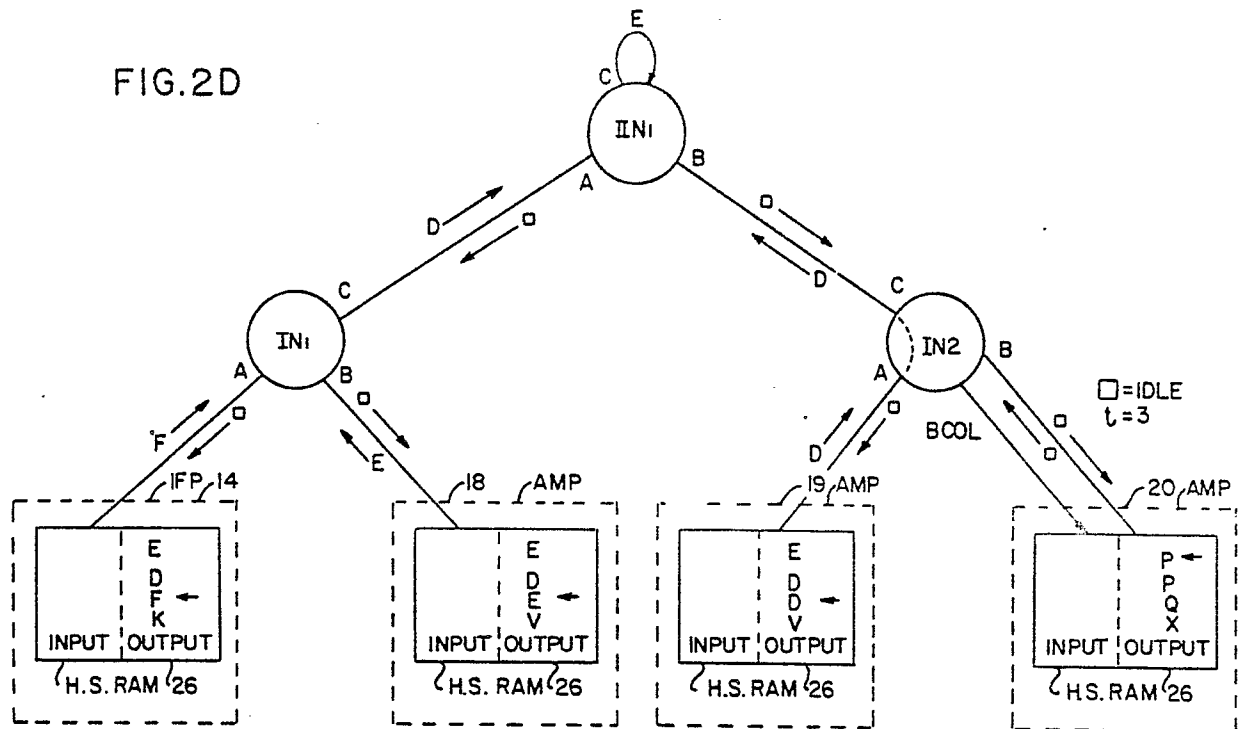 E
FIG. 2D
C
IIN1
A
B
D
□
□
D
C
C
IN1
IN2
A
B
A
B
□ = IDLE
t = 3
F
□
□
E
D
□
BCOL
□
□
IFP 14
18 AMP
19 AMP
20 AMP
E
D
F
K
INPUT OUTPUT
H.S. RAM 26
E
D
E
V
INPUT OUTPUT
H.S. RAM 26
E
D
D
V
INPUT OUTPUT
H.S. RAM 26
P
P
Q
X
INPUT OUTPUT
H.S. RAM 26